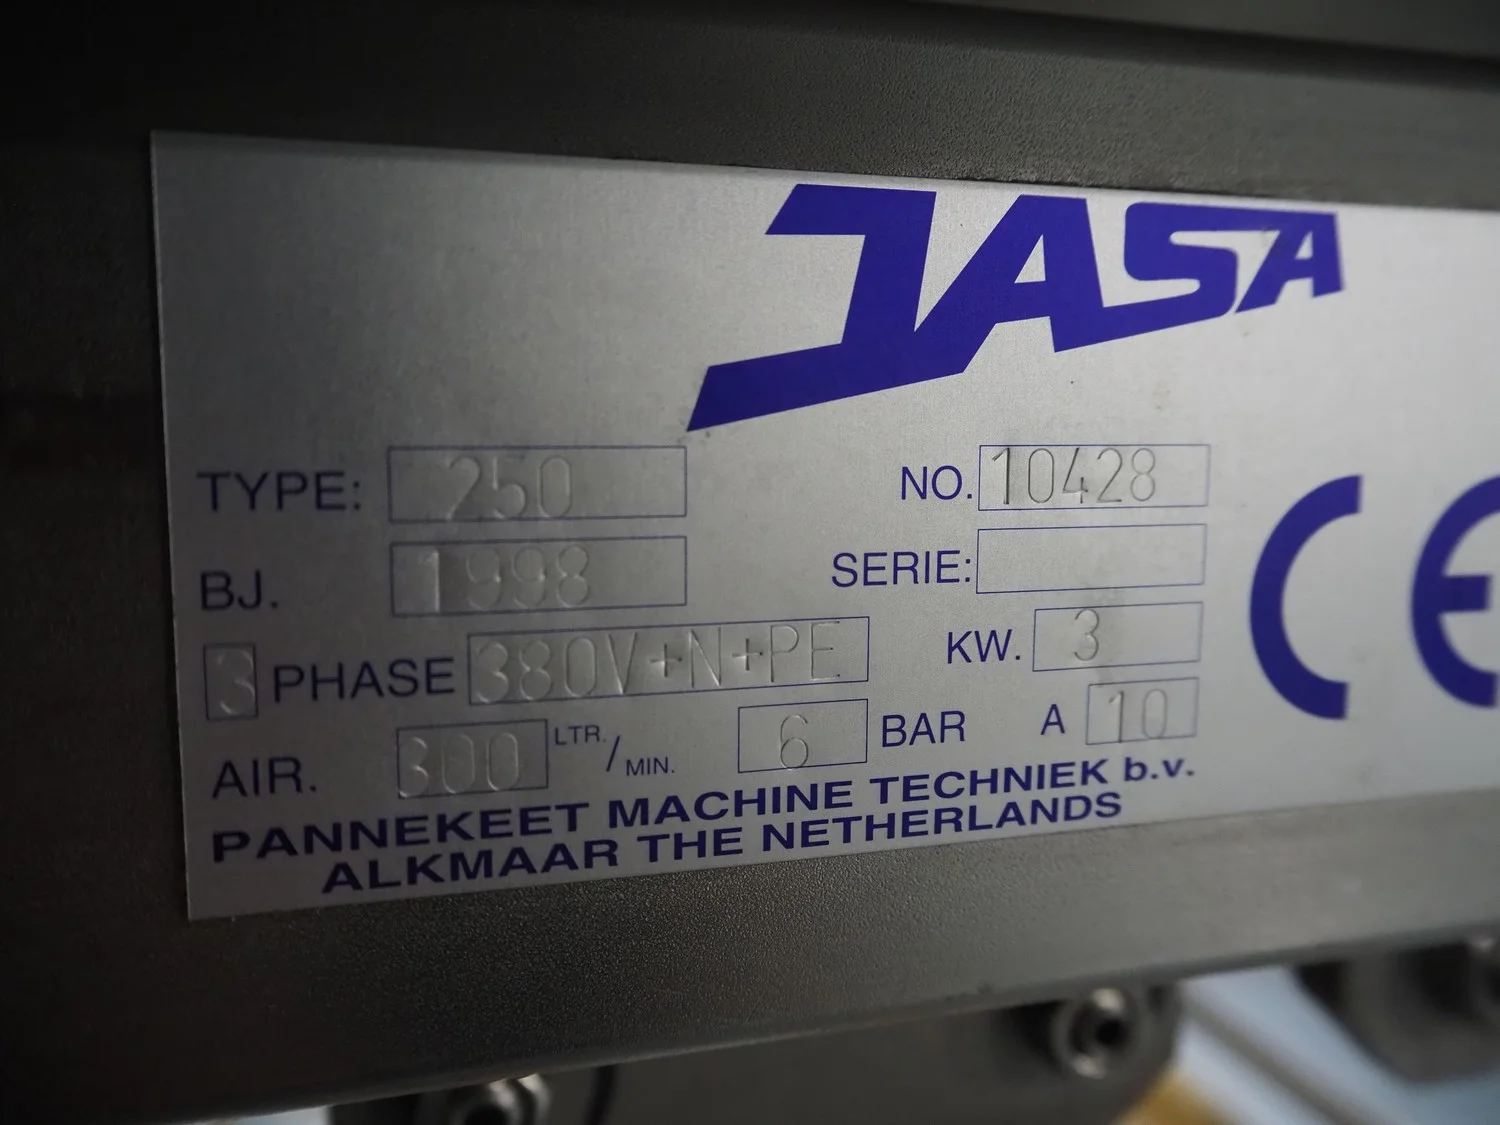 JASA
TYPE: 250 NO. 10428
BJ. 1998 SERIE:
3 PHASE 380V+N+PE KW. 3
AIR. 300 LTR./MIN. 6 BAR A 10
PANNEKEET MACHINE TECHNIEK b.v.
ALKMAAR THE NETHERLANDS
CE